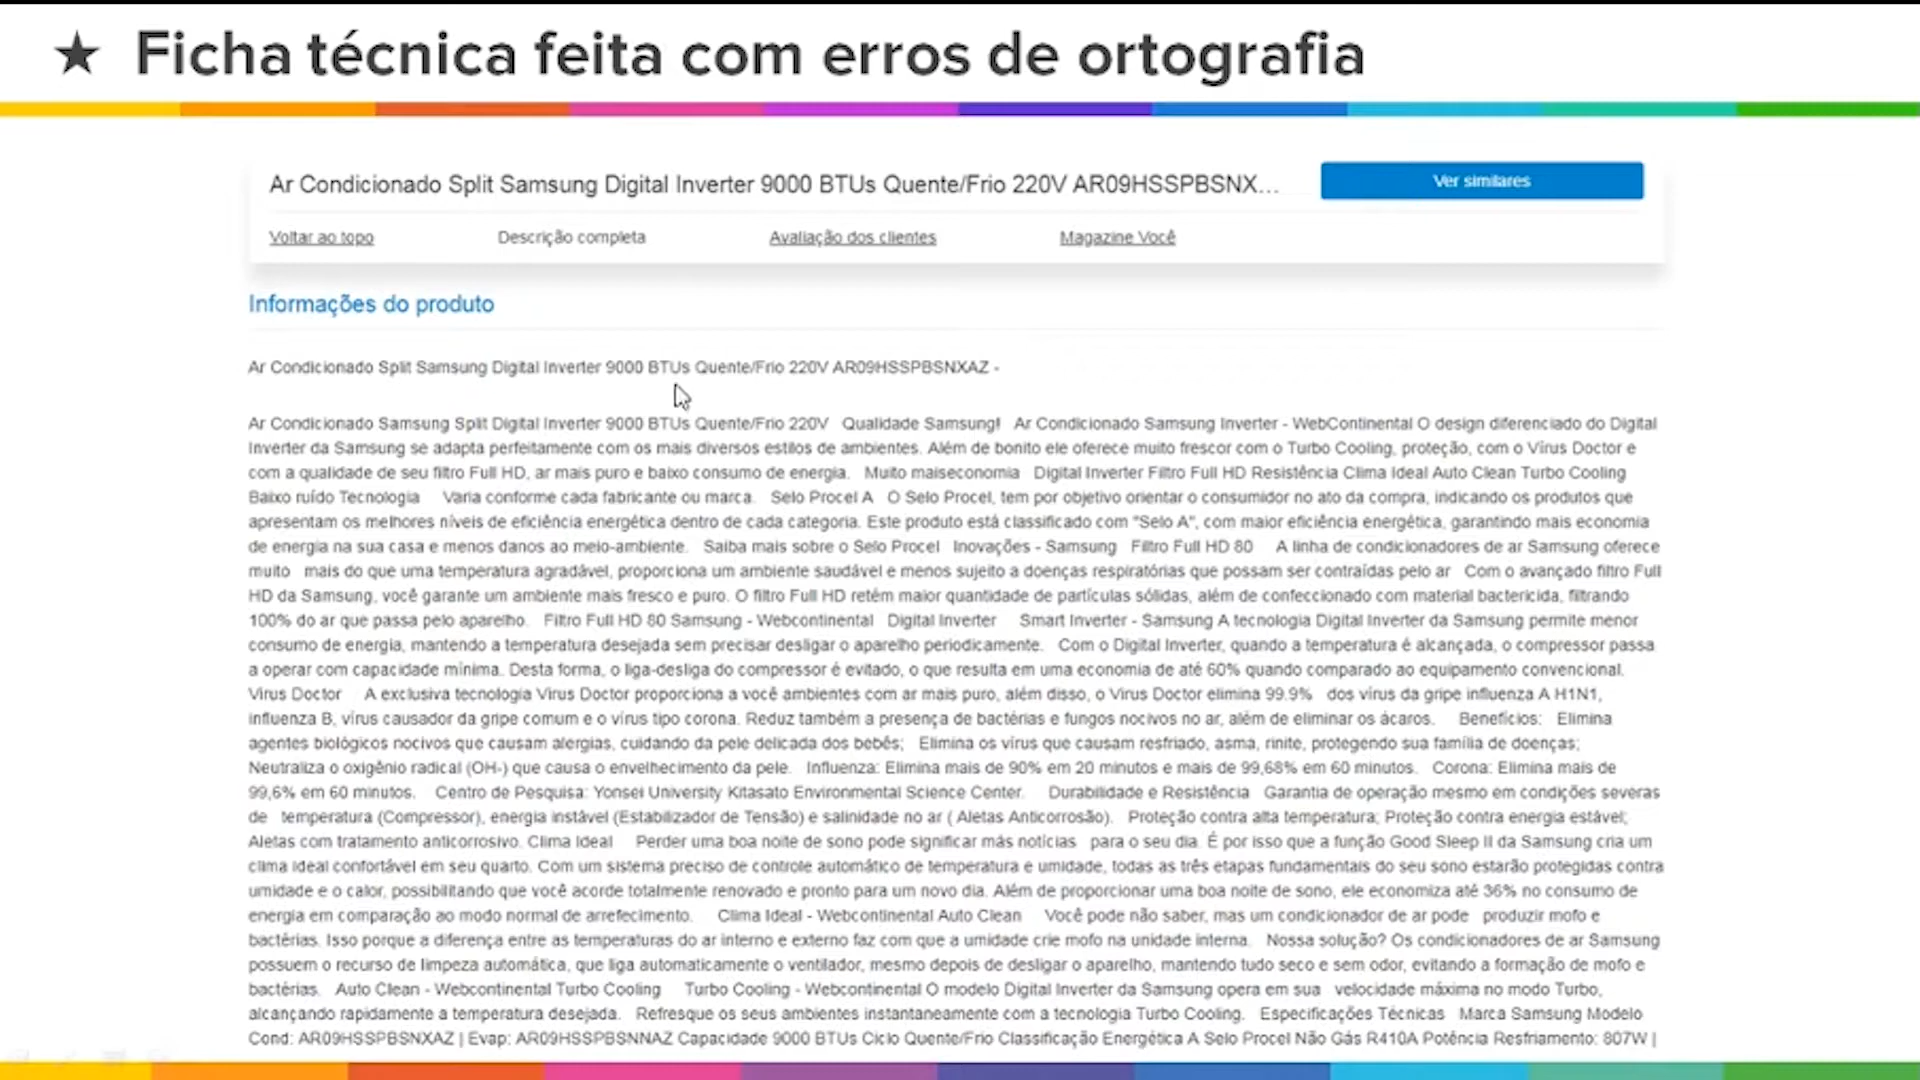 ★ Ficha técnica feita com erros de ortografia
Ar Condicionado Split Samsung Digital Inverter 9000 BTUs Quente/Frio 220V AR09HSSPBSNX...
Ver similares
Voltar ao topo
Descrição completa
Avaliação dos clientes
Magazine Você
Informações do produto
Ar Condicionado Split Samsung Digital Inverter 9000 BTUs Quente/Frio 220V AR09HSSPBSNXAZ -
Ar Condicionado Samsung Split Digital Inverter 9000 BTUs Quente/Frio 220V Qualidade Samsung! Ar Condicionado Samsung Inverter - WebContinental O design diferenciado do Digital
Inverter da Samsung se adapta perfeitamente com os mais diversos estilos de ambientes. Além de bonito ele oferece muito frescor com o Turbo Cooling, proteção, com o Vírus Doctor e
com a qualidade de seu filtro Full HD, ar mais puro e baixo consumo de energia. Muito maiseconomia Digital Inverter Filtro Full HD Resistência Clima Ideal Auto Clean Turbo Cooling
Baixo ruído Tecnologia Varia conforme cada fabricante ou marca. Selo Procel A O Selo Procel, tem por objetivo orientar o consumidor no ato da compra, indicando os produtos que
apresentam os melhores níveis de eficiência energética dentro de cada categoria. Este produto está classificado com "Selo A", com maior eficiência energética, garantindo mais economia
de energia na sua casa e menos danos ao meio-ambiente. Saiba mais sobre o Selo Procel Inovações - Samsung Filtro Full HD 80 A linha de condicionadores de ar Samsung oferece
muito mais do que uma temperatura agradável, proporciona um ambiente saudável e menos sujeito a doenças respiratórias que possam ser contraídas pelo ar Com o avançado filtro Full
HD da Samsung, você garante um ambiente mais fresco e puro. O filtro Full HD retém maior quantidade de partículas sólidas, além de confeccionado com material bactericida, filtrando
100% do ar que passa pelo aparelho. Filtro Full HD 80 Samsung - Webcontinental Digital Inverter Smart Inverter - Samsung A tecnologia Digital Inverter da Samsung permite menor
consumo de energia, mantendo a temperatura desejada sem precisar desligar o aparelho periodicamente. Com o Digital Inverter, quando a temperatura é alcançada, o compressor passa
a operar com capacidade mínima. Desta forma, o liga-desliga do compressor é evitado, o que resulta em uma economia de até 60% quando comparado ao equipamento convencional.
Virus Doctor A exclusiva tecnologia Virus Doctor proporciona a você ambientes com ar mais puro, além disso, o Virus Doctor elimina 99.9% dos vírus da gripe influenza A H1N1,
influenza B, vírus causador da gripe comum e o vírus tipo corona. Reduz também a presença de bactérias e fungos nocivos no ar, além de eliminar os ácaros. Benefícios: Elimina
agentes biológicos nocivos que causam alergias, cuidando da pele delicada dos bebês; Elimina os vírus que causam resfriado, asma, rinite, protegendo sua família de doenças;
Neutraliza o oxigênio radical (OH-) que causa o envelhecimento da pele. Influenza: Elimina mais de 90% em 20 minutos e mais de 99,68% em 60 minutos. Corona: Elimina mais de
99,6% em 60 minutos. Centro de Pesquisa: Yonsei University Kitasato Environmental Science Center. Durabilidade e Resistência Garantia de operação mesmo em condições severas
de temperatura (Compressor), energia instável (Estabilizador de Tensão) e salinidade no ar ( Aletas Anticorrosão). Proteção contra alta temperatura; Proteção contra energia estável;
Aletas com tratamento anticorrosivo. Clima Ideal Perder uma boa noite de sono pode significar más notícias para o seu dia. É por isso que a função Good Sleep II da Samsung cria um
clima ideal confortável em seu quarto. Com um sistema preciso de controle automático de temperatura e umidade, todas as três etapas fundamentais do seu sono estarão protegidas contra
umidade e o calor, possibilitando que você acorde totalmente renovado e pronto para um novo dia. Além de proporcionar uma boa noite de sono, ele economiza até 36% no consumo de
energia em comparação ao modo normal de arrefecimento. Clima Ideal - Webcontinental Auto Clean Você pode não saber, mas um condicionador de ar pode produzir mofo e
bactérias. Isso porque a diferença entre as temperaturas do ar interno e externo faz com que a umidade crie mofo na unidade interna. Nossa solução? Os condicionadores de ar Samsung
possuem o recurso de limpeza automática, que liga automaticamente o ventilador, mesmo depois de desligar o aparelho, mantendo tudo seco e sem odor, evitando a formação de mofo e
bactérias. Auto Clean - Webcontinental Turbo Cooling Turbo Cooling - Webcontinental O modelo Digital Inverter da Samsung opera em sua velocidade máxima no modo Turbo,
alcançando rapidamente a temperatura desejada. Refresque os seus ambientes instantaneamente com a tecnologia Turbo Cooling. Especificações Técnicas Marca Samsung Modelo
Cond: AR09HSSPBSNXAZ | Evap: AR09HSSPBSNNAZ Capacidade 9000 BTUs Ciclo Quente/Frio Classificação Energética A Selo Procel Não Gás R410A Potência Resfriamento: 807W |